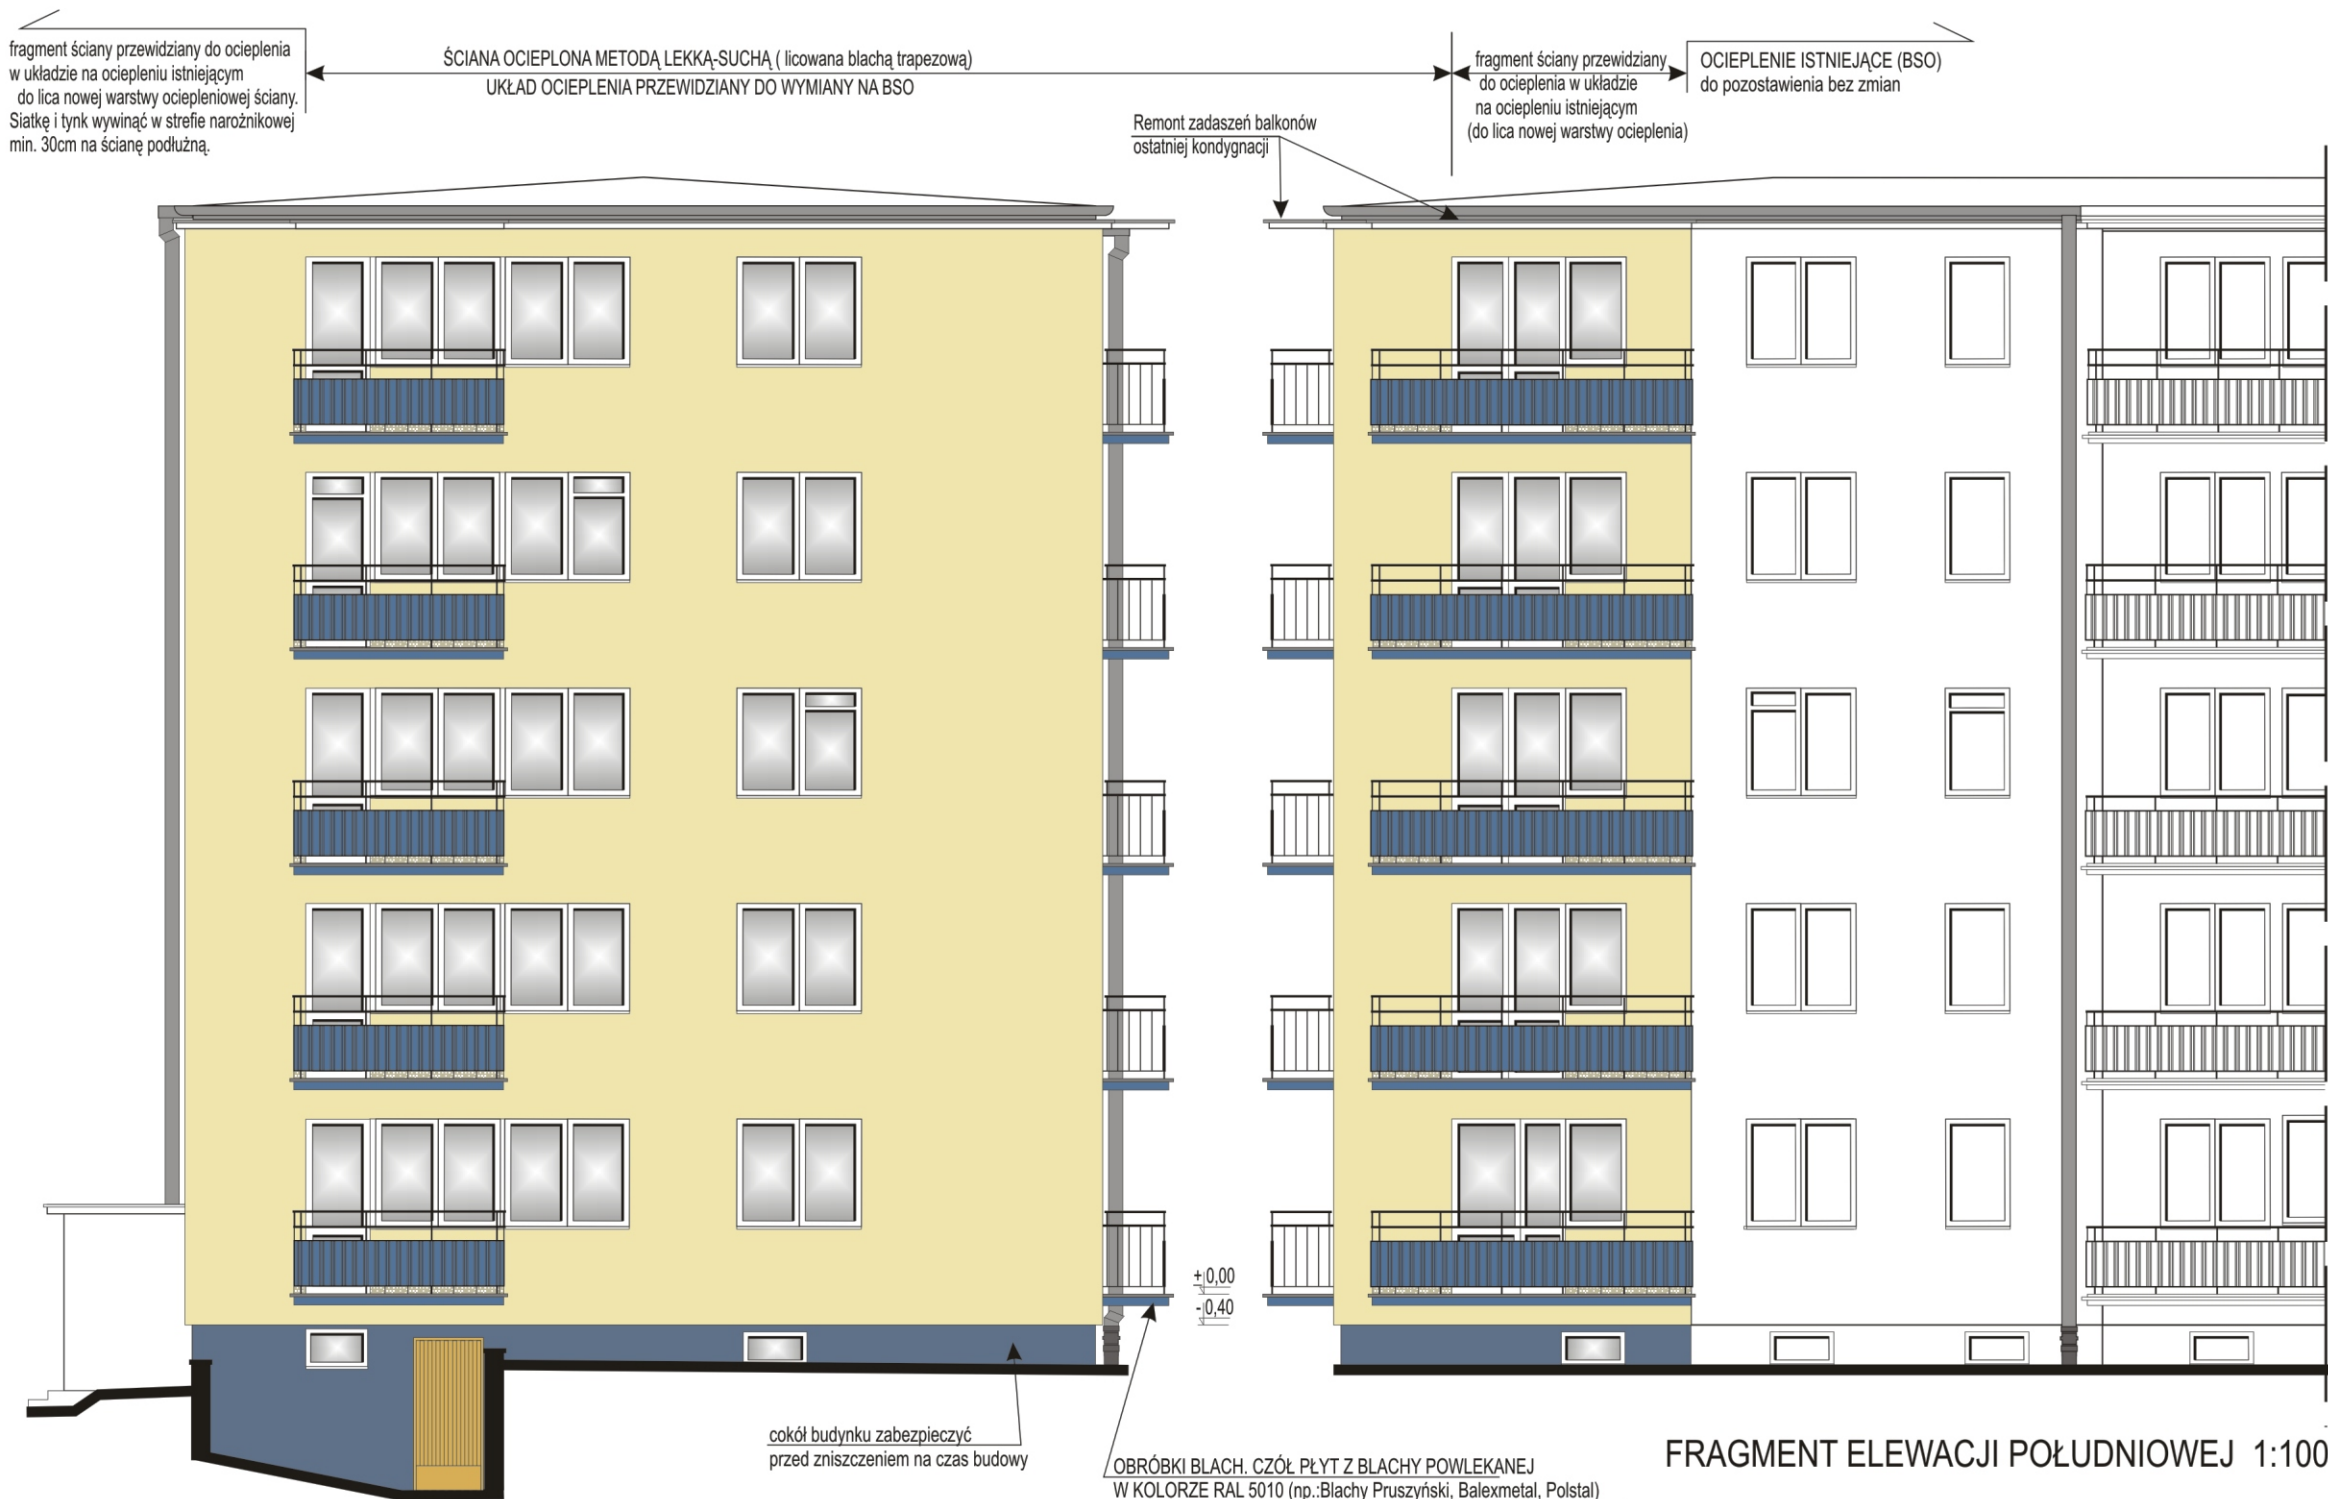 fragment ściany przewidziany do ocieplenia
w układzie na ociepleniu istniejącym
do lica nowej warstwy ociepleniowej ściany.
Siatkę i tynk wywinąć w strefie narożnikowej
min. 30cm na ścianę podłużną.
ŚCIANA OCIEPLONA METODĄ LEKKĄ-SUCHĄ ( licowana blachą trapezową)
UKŁAD OCIEPLENIA PRZEWIDZIANY DO WYMIANY NA BSO
fragment ściany przewidziany
do ocieplenia w układzie
na ociepleniu istniejącym
(do lica nowej warstwy ocieplenia)
OCIEPLENIE ISTNIEJĄCE (BSO)
do pozostawienia bez zmian
Remont zadaszeń balkonów
ostatniej kondygnacji
+0,00
-0,40
cokół budynku zabezpieczyć
przed zniszczeniem na czas budowy
OBRÓBKI BLACH. CZÓŁ PŁYT Z BLACHY POWLEKANEJ
W KOLORZE RAL 5010 (np.:Blachy Pruszyński, Balexmetal, Polstal)
FRAGMENT ELEWACJI POŁUDNIOWEJ 1:100